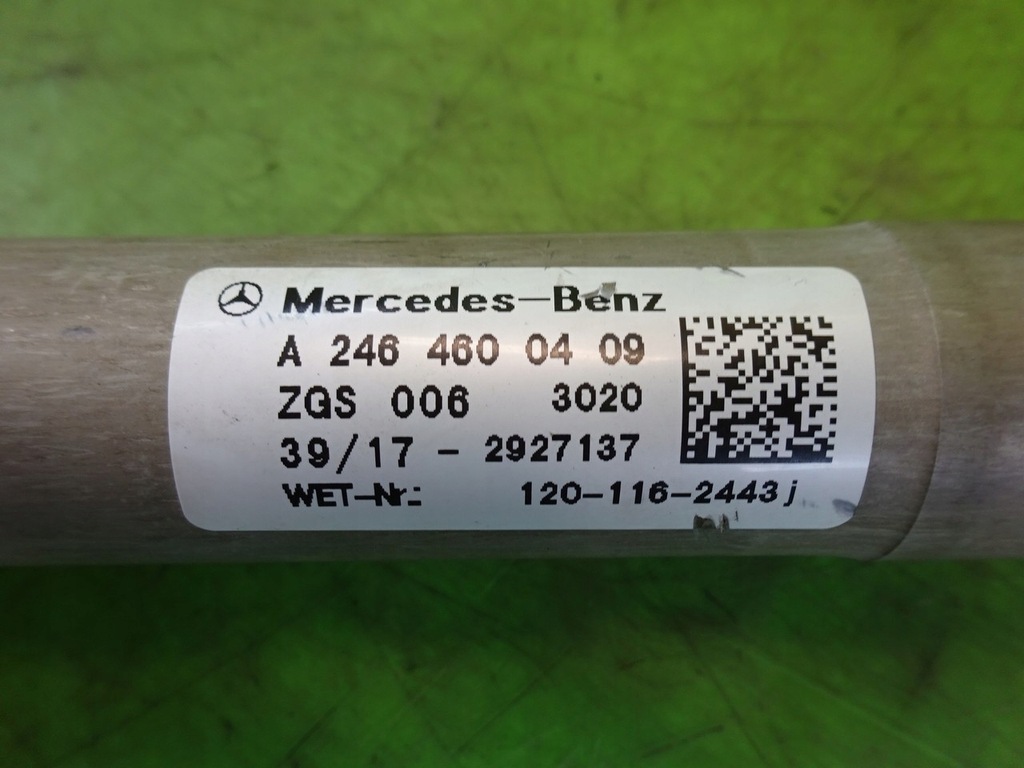 Mercedes-Benz
A 246 460 04 09
ZGS 006 3020
39/17 - 2927137
WET-Nr.: 120-116-2443j